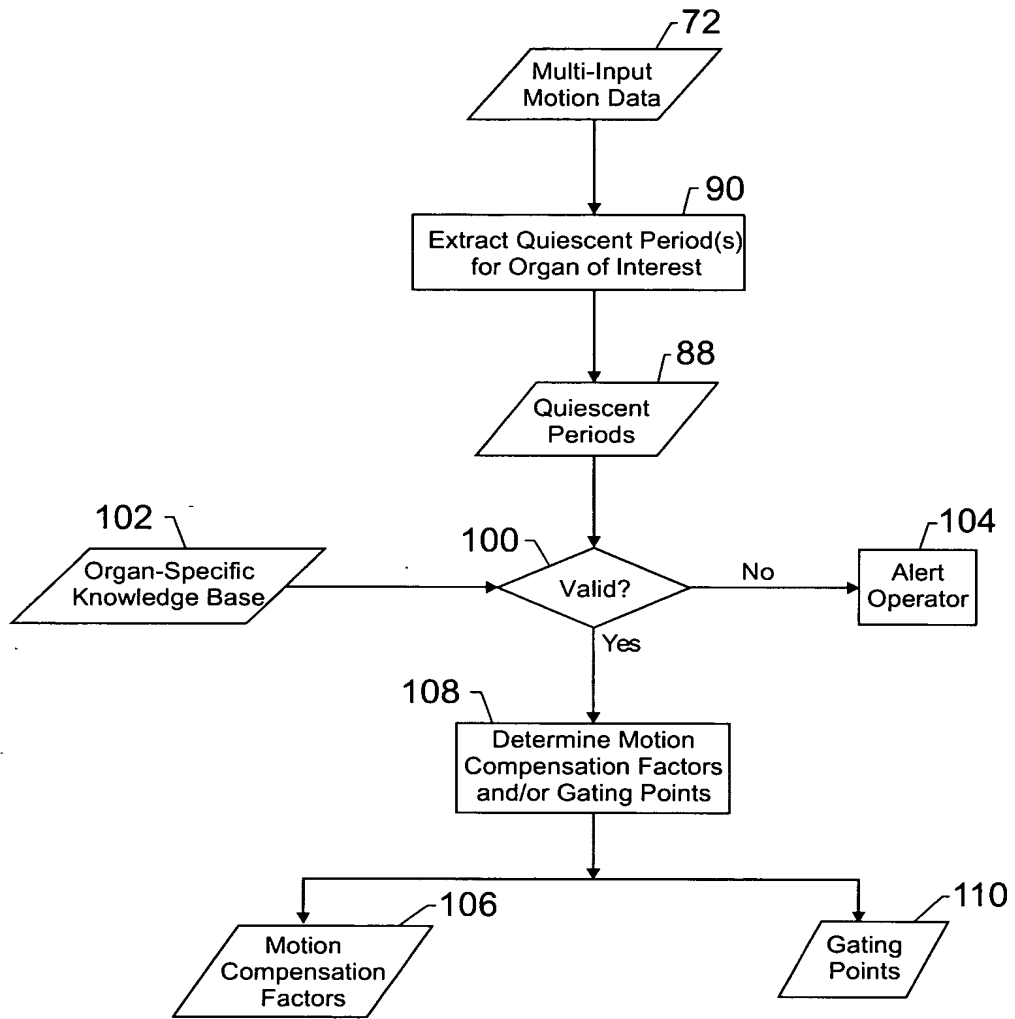 72
Multi-Input
Motion Data
90
Extract Quiescent Period(s)
for Organ of Interest
88
Quiescent
Periods
102
Organ-Specific
Knowledge Base
100
Valid?
No
104
Alert
Operator
Yes
108
Determine Motion
Compensation Factors
and/or Gating Points
106
Motion
Compensation
Factors
110
Gating
Points